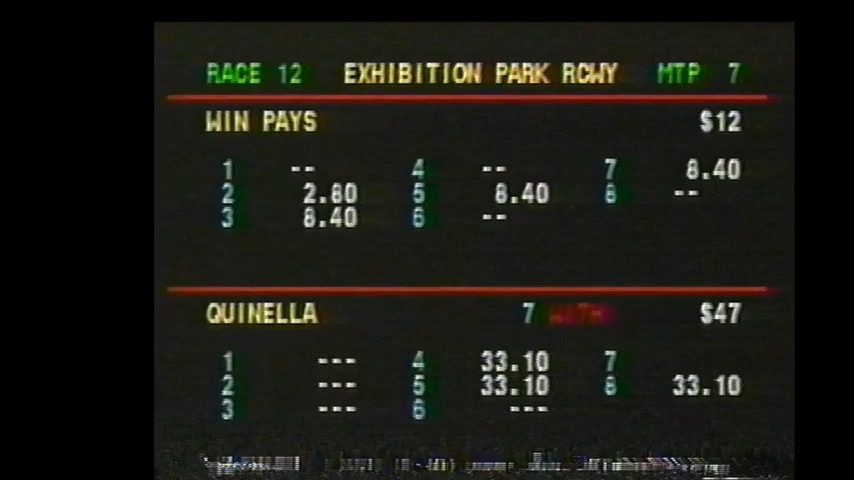 RACE 12 EXHIBITION PARK RCWY MTP 7
WIN PAYS $12
1 -- 4 -- 7 8.40
2 2.80 5 8.40 8 --
3 8.40 6 --
QUINELLA 7 WITH $47
1 --- 4 33.10 7
2 --- 5 33.10 8 33.10
3 --- 6 ---